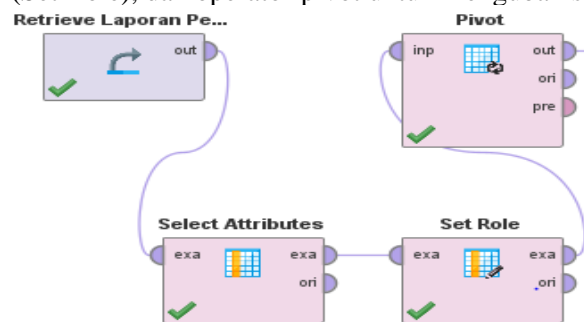 Retrieve Laporan Pe...
Pivot
out
inp
out
ori
pre
Select Attributes
Set Role
exa
exa
exa
exa
ori
ori